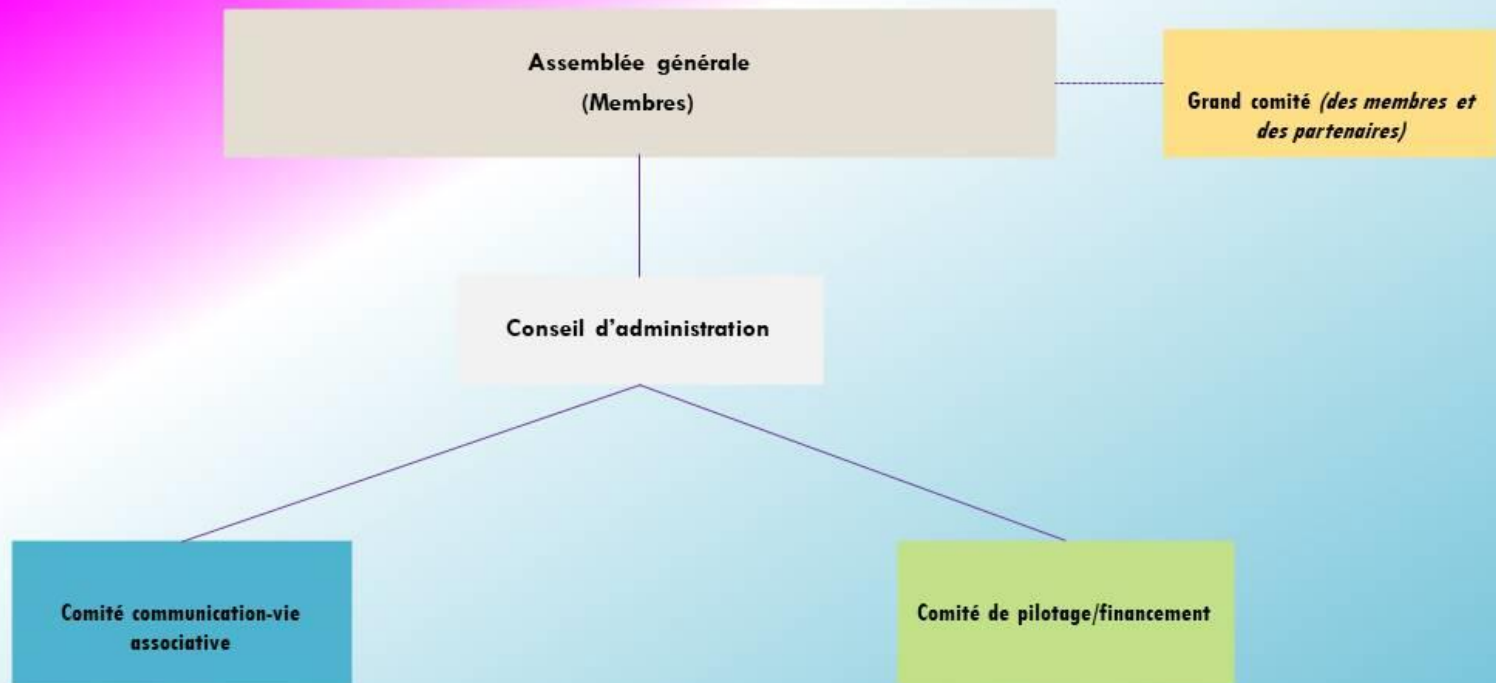 Assemblée générale
(Membres)
Grand comité (des membres et
des partenaires)
Conseil d’administration
Comité communication-vie
associative
Comité de pilotage/financement